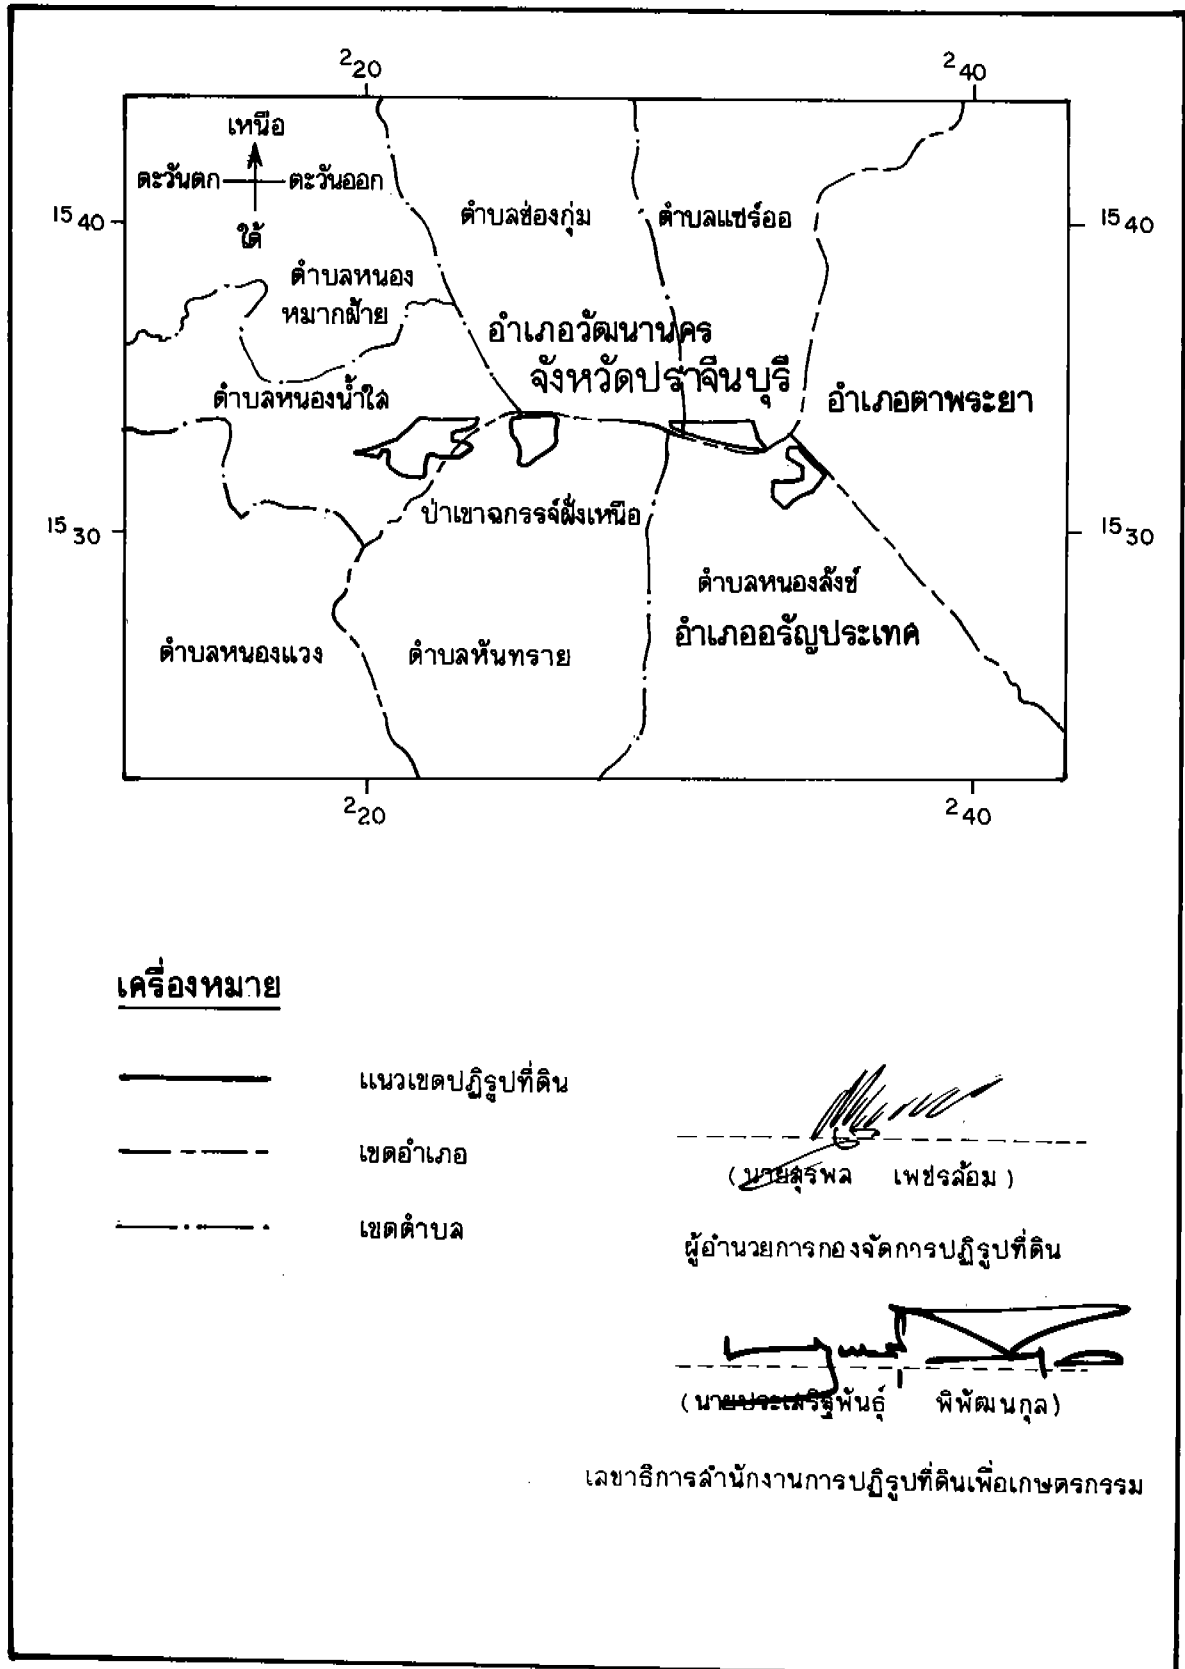 ²20 ²40
เหนือ
ตะวันตก ตะวันออก
ใต้
15 40 15 40
ตำบลช่องกุ่ม ตำบลแซร์ออ
ตำบลหนอง
หมากฝ้าย
อำเภอวัฒนานคร
จังหวัดปราจีนบุรี
ตำบลหนองน้ำใส อำเภอตาพระยา
ป่าเขาฉกรรจ์ฝั่งเหนือ
15 30 15 30
ตำบลหนองสังข์
อำเภออรัญประเทศ
ตำบลหนองแวง ตำบลหันทราย
²20 ²40
เครื่องหมาย
แนวเขตปฏิรูปที่ดิน
เขตอำเภอ
เขตตำบล
(นายสุรพล เพชรล้อม)
ผู้อำนวยการกองจัดการปฏิรูปที่ดิน
(นายประเสริฐพันธุ์ พิพัฒนกุล)
เลขาธิการสำนักงานการปฏิรูปที่ดินเพื่อเกษตรกรรม